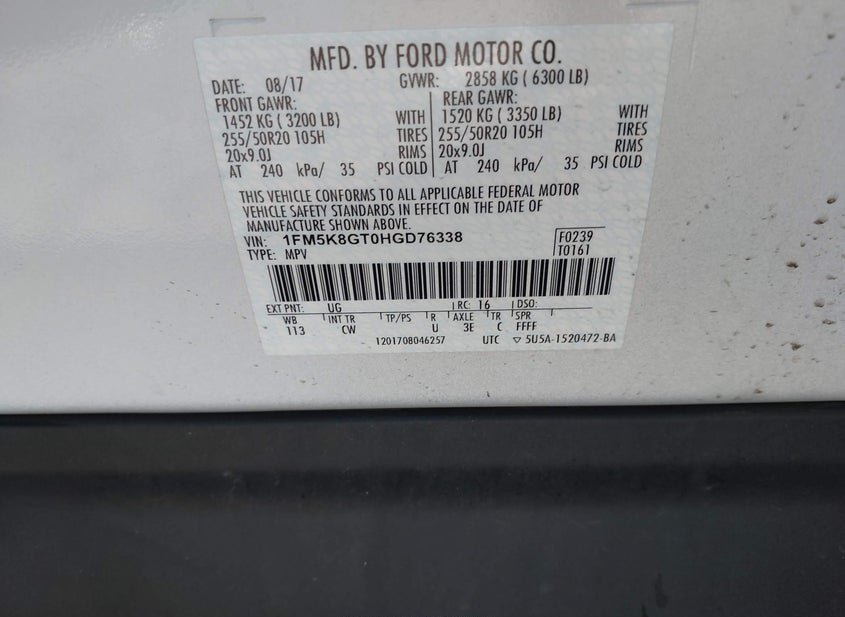 MFD. BY FORD MOTOR CO.
DATE: 08/17 GVWR: 2858 KG ( 6300 LB)
FRONT GAWR: REAR GAWR:
1452 KG ( 3200 LB) WITH 1520 KG ( 3350 LB) WITH
255/50R20 105H TIRES 255/50R20 105H TIRES
20x9.0J RIMS 20x9.0J RIMS
AT 240 kPa/ 35 PSI COLD AT 240 kPa/ 35 PSI COLD
THIS VEHICLE CONFORMS TO ALL APPLICABLE FEDERAL MOTOR
VEHICLE SAFETY STANDARDS IN EFFECT ON THE DATE OF
MANUFACTURE SHOWN ABOVE.
VIN: 1FM5K8GT0HGD76338 F0239
TYPE: MPV T0161
EXT PNT: UG RC: 16 DSO:
WB INT TR TP/PS R AXLE TR SPR
113 CW U 3E C FFFF
1201708046257 UTC ▽ 5U5A-1520472-BA